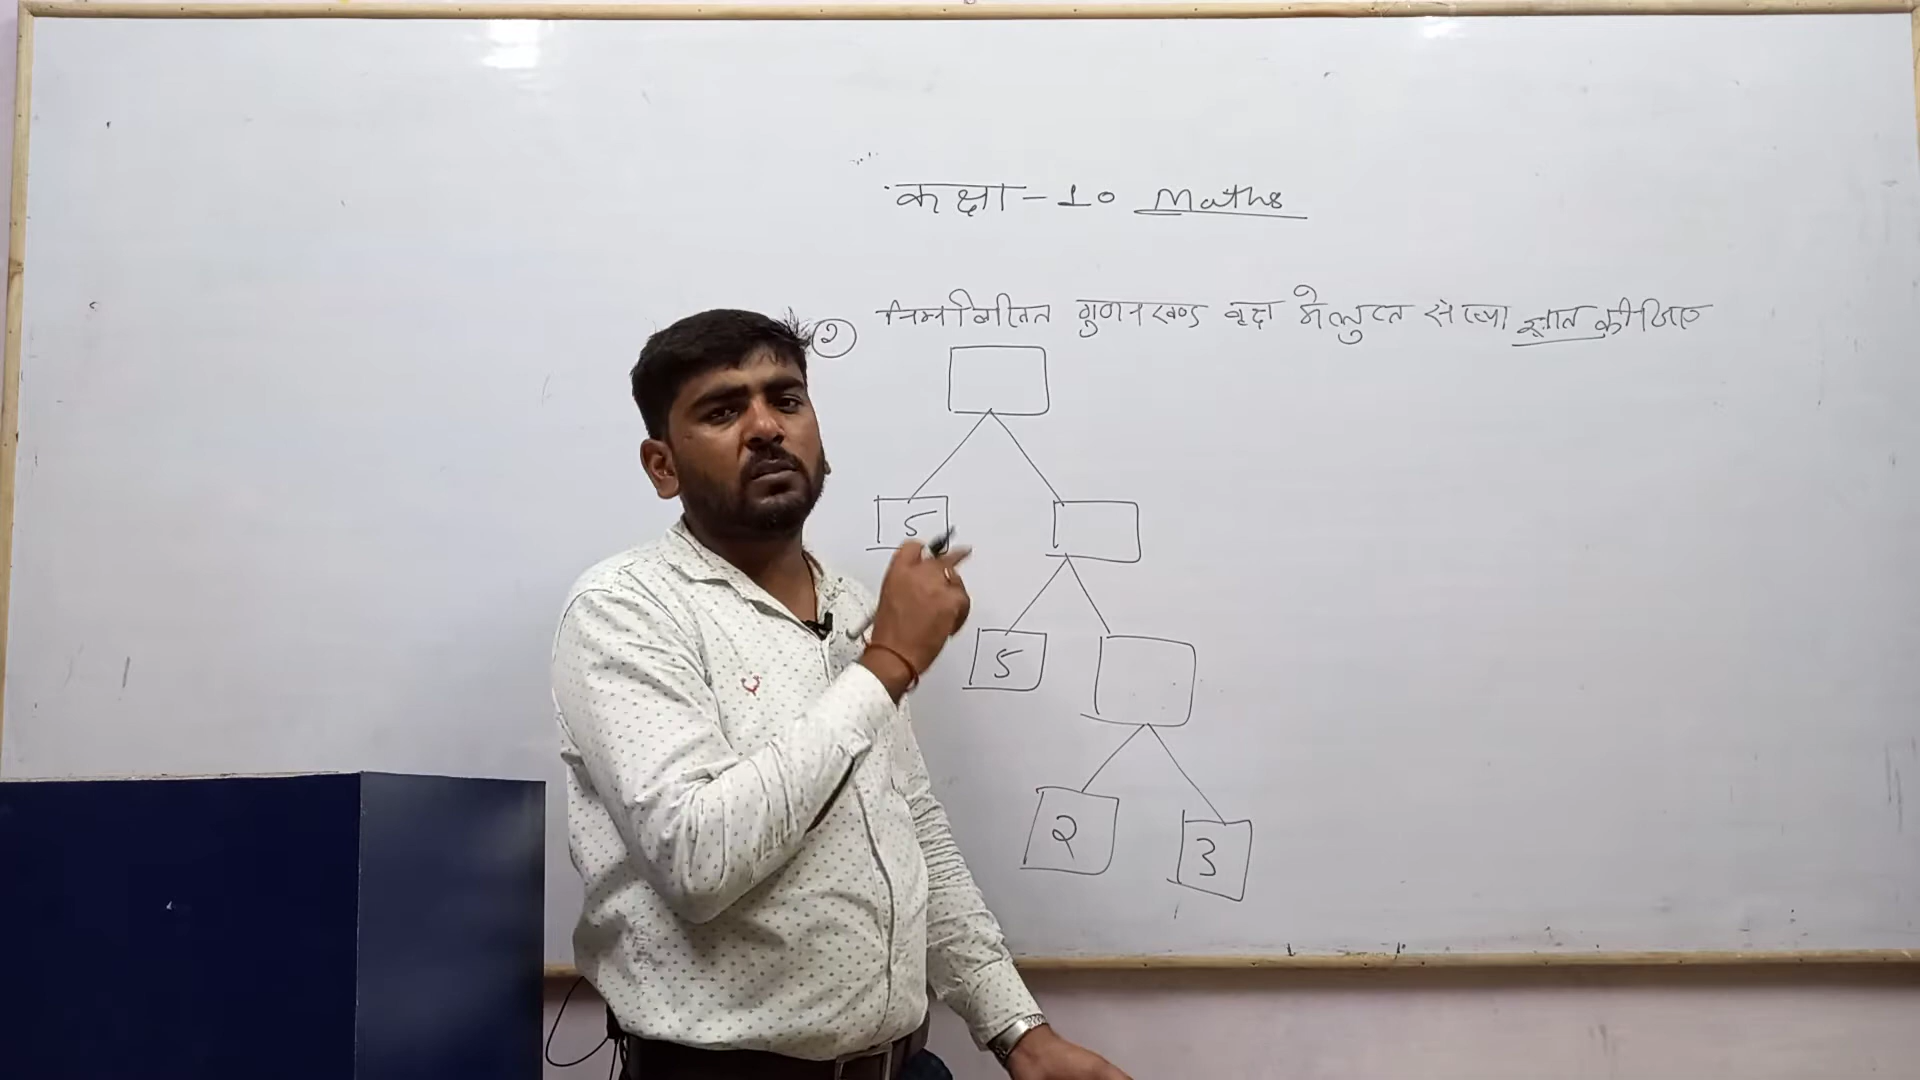 कक्षा - 10 Maths
② निम्नलिखित गुणनखण्ड वृक्ष में लुप्त संख्या ज्ञात कीजिए
5
5
2 3